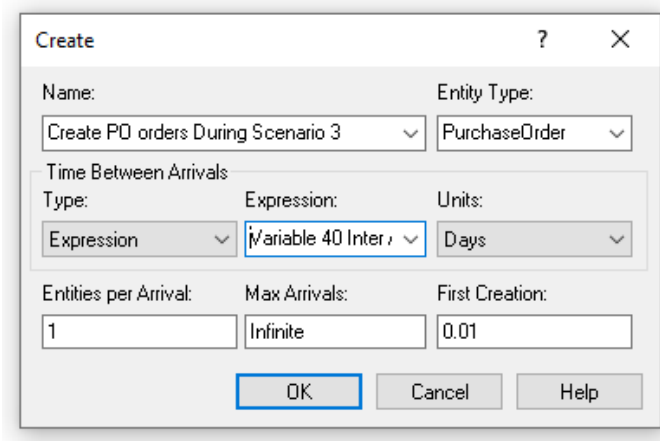 Create ? X
Name: Entity Type:
Create PO orders During Scenario 3 PurchaseOrder
Time Between Arrivals
Type: Expression: Units:
Expression Variable 40 Inter Days
Entities per Arrival: Max Arrivals: First Creation:
1 Infinite 0.01
OK Cancel Help